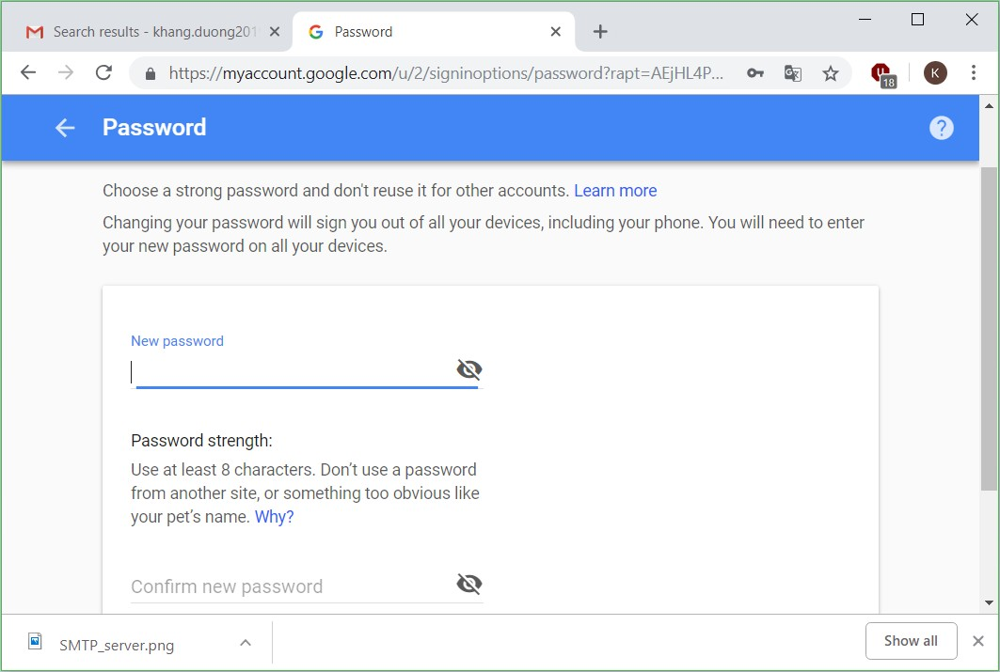 Search results - khang.duong201
Password
https://myaccount.google.com/u/2/signinoptions/password?rapt=AEjHL4P...
18
K
Password
?
Choose a strong password and don't reuse it for other accounts. Learn more
Changing your password will sign you out of all your devices, including your phone. You will need to enter
your new password on all your devices.
New password
Password strength:
Use at least 8 characters. Don’t use a password
from another site, or something too obvious like
your pet’s name. Why?
Confirm new password
SMTP_server.png
Show all